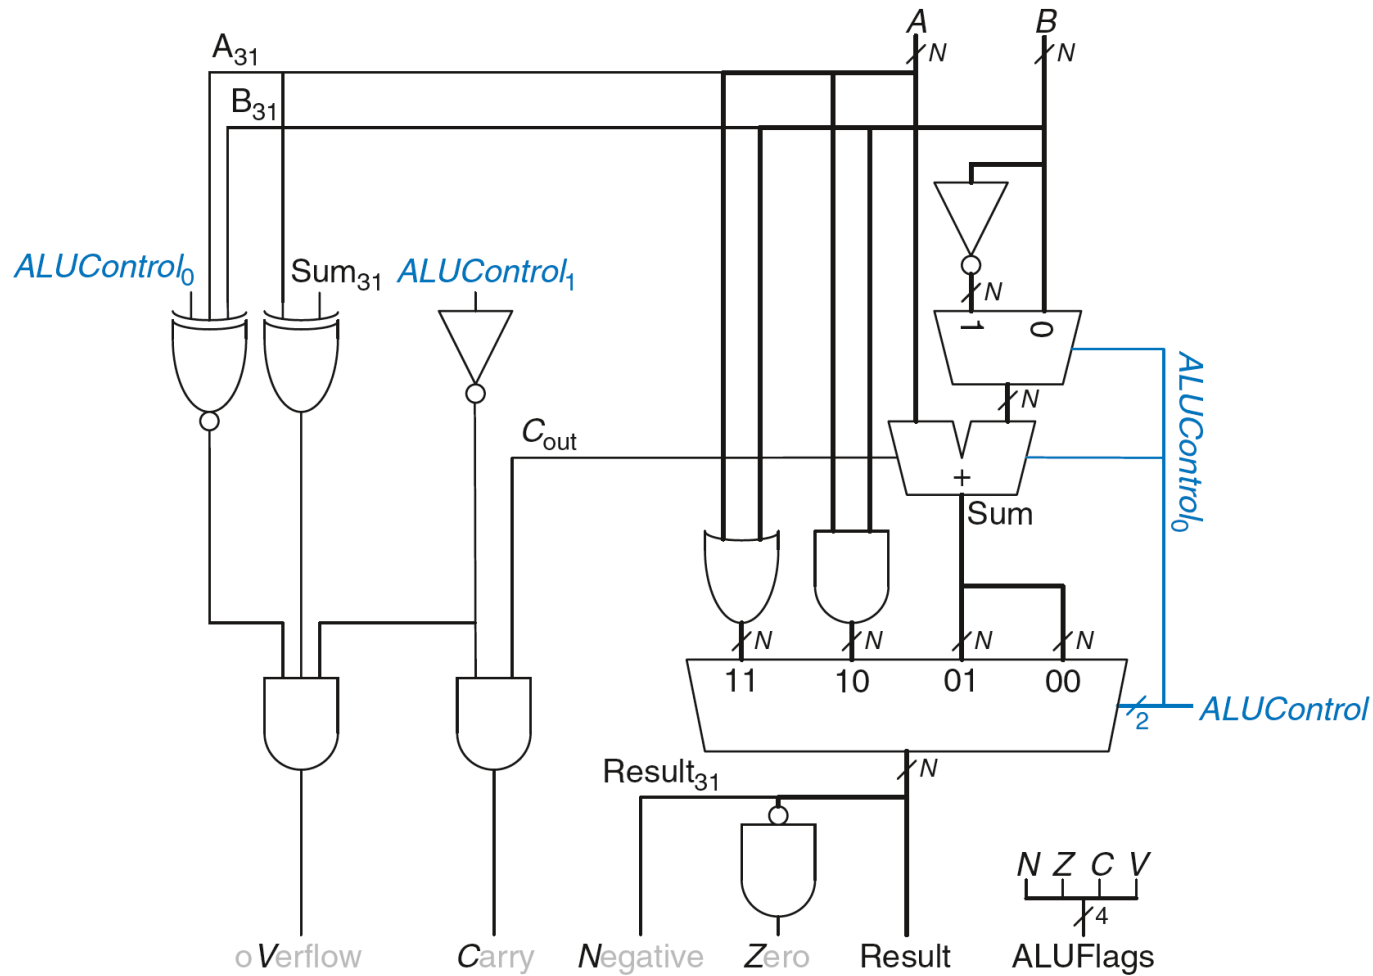 A B
N N
A31
B31
ALUControl0 Sum31 ALUControl1
N
1 0
ALUControl0
N
Cout
+
Sum
N N N N
11 10 01 00
2 ALUControl
N
Result31
N Z C V
4
oVerflow Carry Negative Zero Result ALUFlags